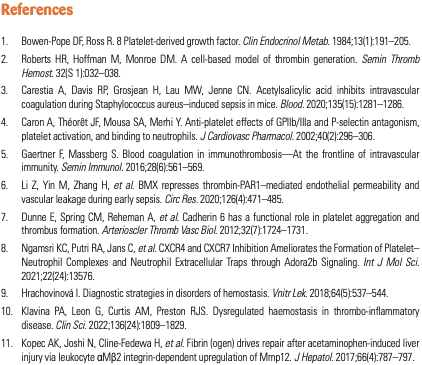 References
1. Bowen-Pope DF, Ross R. 8 Platelet-derived growth factor. Clin Endocrinol Metab. 1984;13(1):191–205.
2. Roberts HR, Hoffman M, Monroe DM. A cell-based model of thrombin generation. Semin Thromb
Hemost. 32(S 1):032–038.
3. Carestia A, Davis RP, Grosjean H, Lau MW, Jenne CN. Acetylsalicylic acid inhibits intravascular
coagulation during Staphylococcus aureus–induced sepsis in mice. Blood. 2020;135(15):1281–1286.
4. Caron A, Théorêt JF, Mousa SA, Merhi Y. Anti-platelet effects of GPIIb/IIIa and P-selectin antagonism,
platelet activation, and binding to neutrophils. J Cardiovasc Pharmacol. 2002;40(2):296–306.
5. Gaertner F, Massberg S. Blood coagulation in immunothrombosis—At the frontline of intravascular
immunity. Semin Immunol. 2016;28(6):561–569.
6. Li Z, Yin M, Zhang H, et al. BMX represses thrombin-PAR1–mediated endothelial permeability and
vascular leakage during early sepsis. Circ Res. 2020;126(4):471–485.
7. Dunne E, Spring CM, Reheman A, et al. Cadherin 6 has a functional role in platelet aggregation and
thrombus formation. Arterioscler Thromb Vasc Biol. 2012;32(7):1724–1731.
8. Ngamsri KC, Putri RA, Jans C, et al. CXCR4 and CXCR7 Inhibition Ameliorates the Formation of Platelet–
Neutrophil Complexes and Neutrophil Extracellular Traps through Adora2b Signaling. Int J Mol Sci.
2021;22(24):13576.
9. Hrachovinová I. Diagnostic strategies in disorders of hemostasis. Vnitr Lek. 2018;64(5):537–544.
10. Klavina PA, Leon G, Curtis AM, Preston RJS. Dysregulated haemostasis in thrombo-inflammatory
disease. Clin Sci. 2022;136(24):1809–1829.
11. Kopec AK, Joshi N, Cline-Fedewa H, et al. Fibrin (ogen) drives repair after acetaminophen-induced liver
injury via leukocyte αMβ2 integrin-dependent upregulation of Mmp12. J Hepatol. 2017;66(4):787–797.